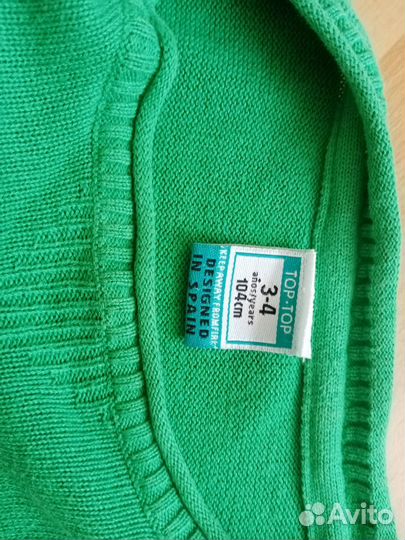 TOP·TOP
3-4
años/years
104cm
KEEP AWAY FROM FIRE
DESIGNED
IN SPAIN
Avito